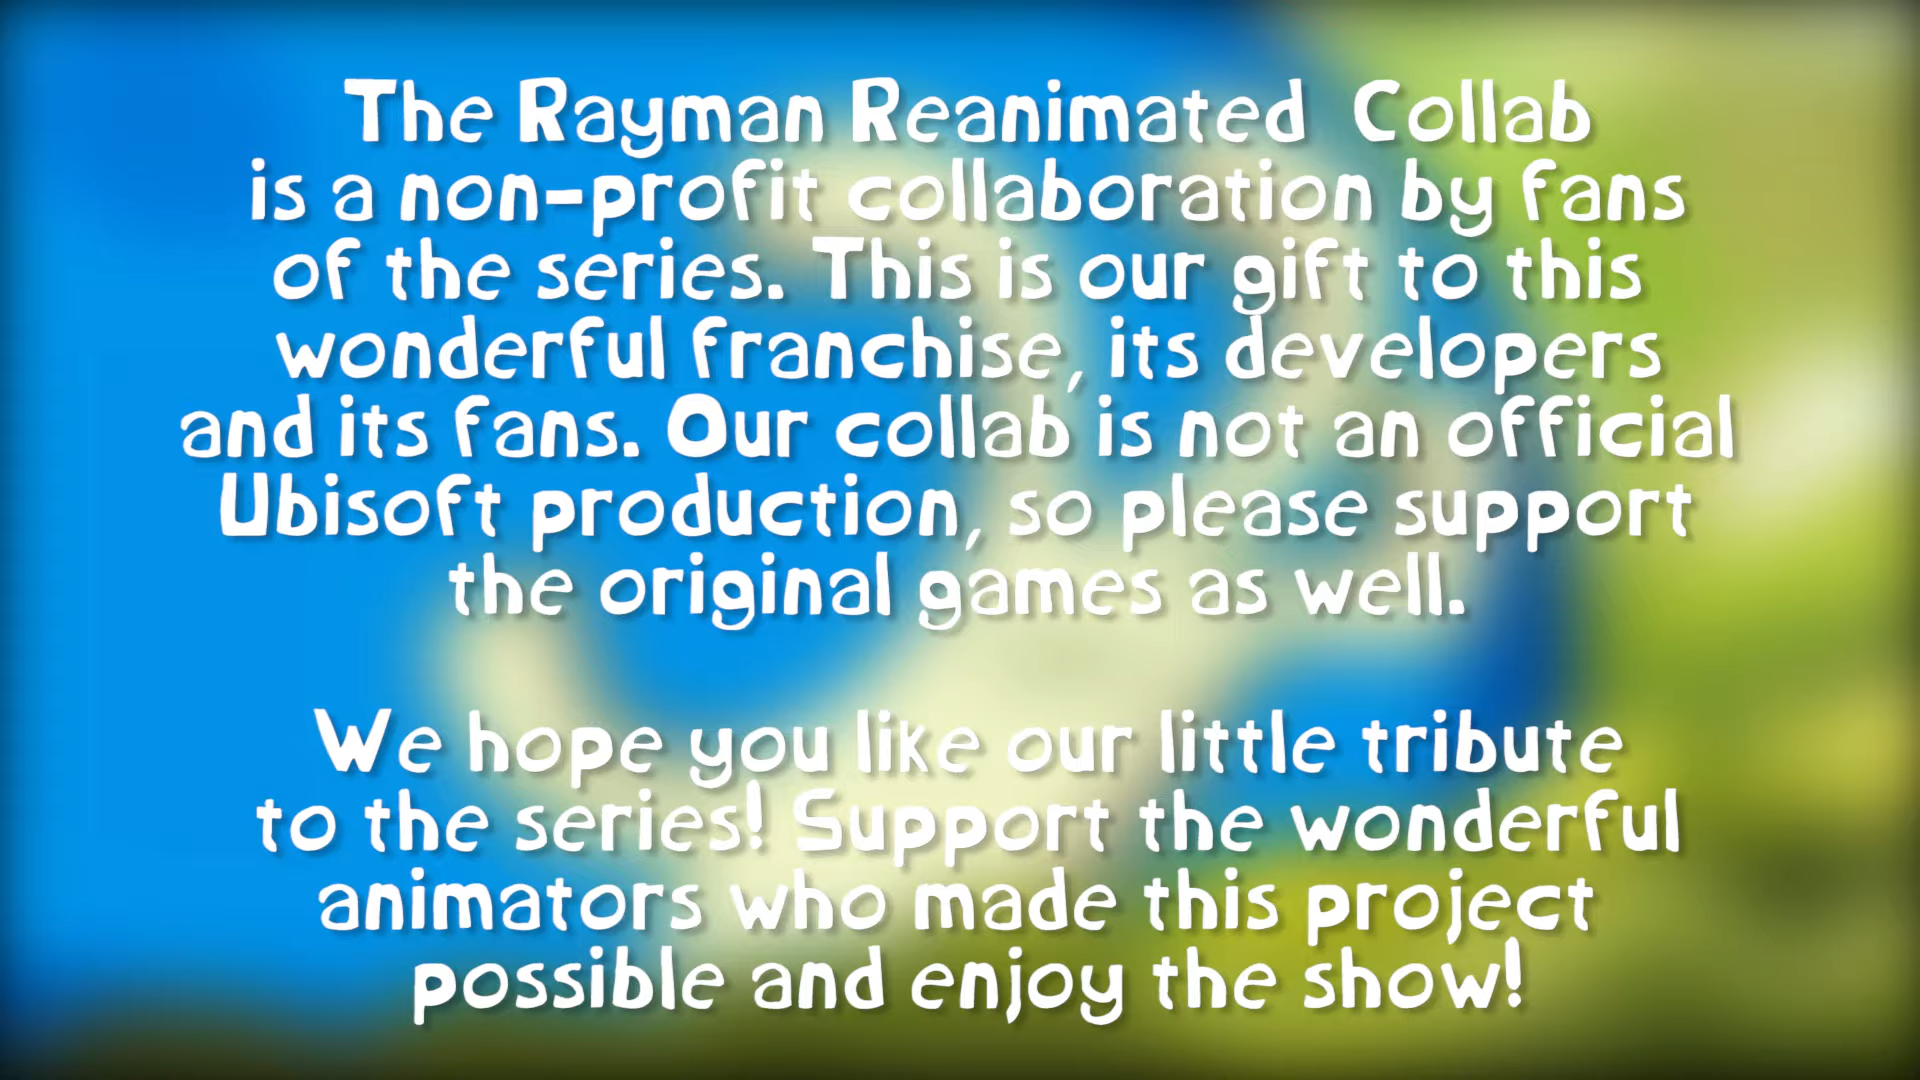 The Rayman Reanimated Collab
is a non-profit collaboration by fans
of the series. This is our gift to this
wonderful franchise, its developers
and its fans. Our collab is not an official
Ubisoft production, so please support
the original games as well.
We hope you like our little tribute
to the series! Support the wonderful
animators who made this project
possible and enjoy the show!